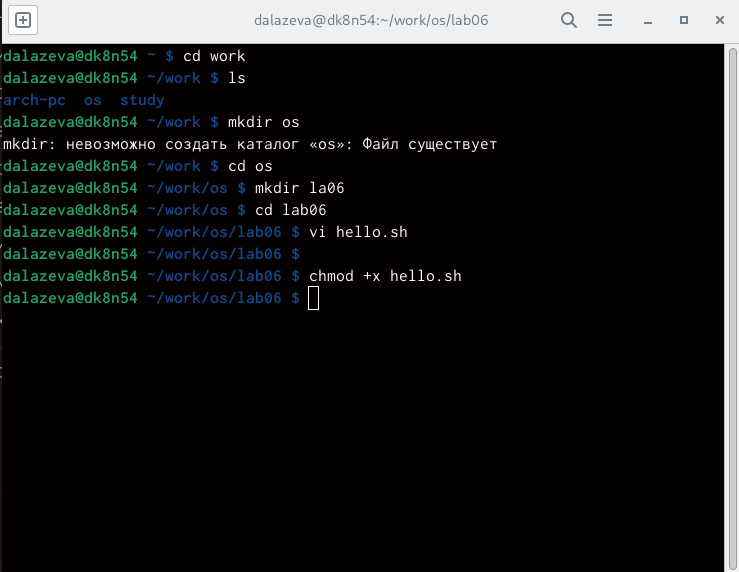 dalazeva@dk8n54:~/work/os/lab06
dalazeva@dk8n54 ~ $ cd work
dalazeva@dk8n54 ~/work $ ls
arch-pc  os  study
dalazeva@dk8n54 ~/work $ mkdir os
mkdir: невозможно создать каталог «os»: Файл существует
dalazeva@dk8n54 ~/work $ cd os
dalazeva@dk8n54 ~/work/os $ mkdir la06
dalazeva@dk8n54 ~/work/os $ cd lab06
dalazeva@dk8n54 ~/work/os/lab06 $ vi hello.sh
dalazeva@dk8n54 ~/work/os/lab06 $
dalazeva@dk8n54 ~/work/os/lab06 $ chmod +x hello.sh
dalazeva@dk8n54 ~/work/os/lab06 $